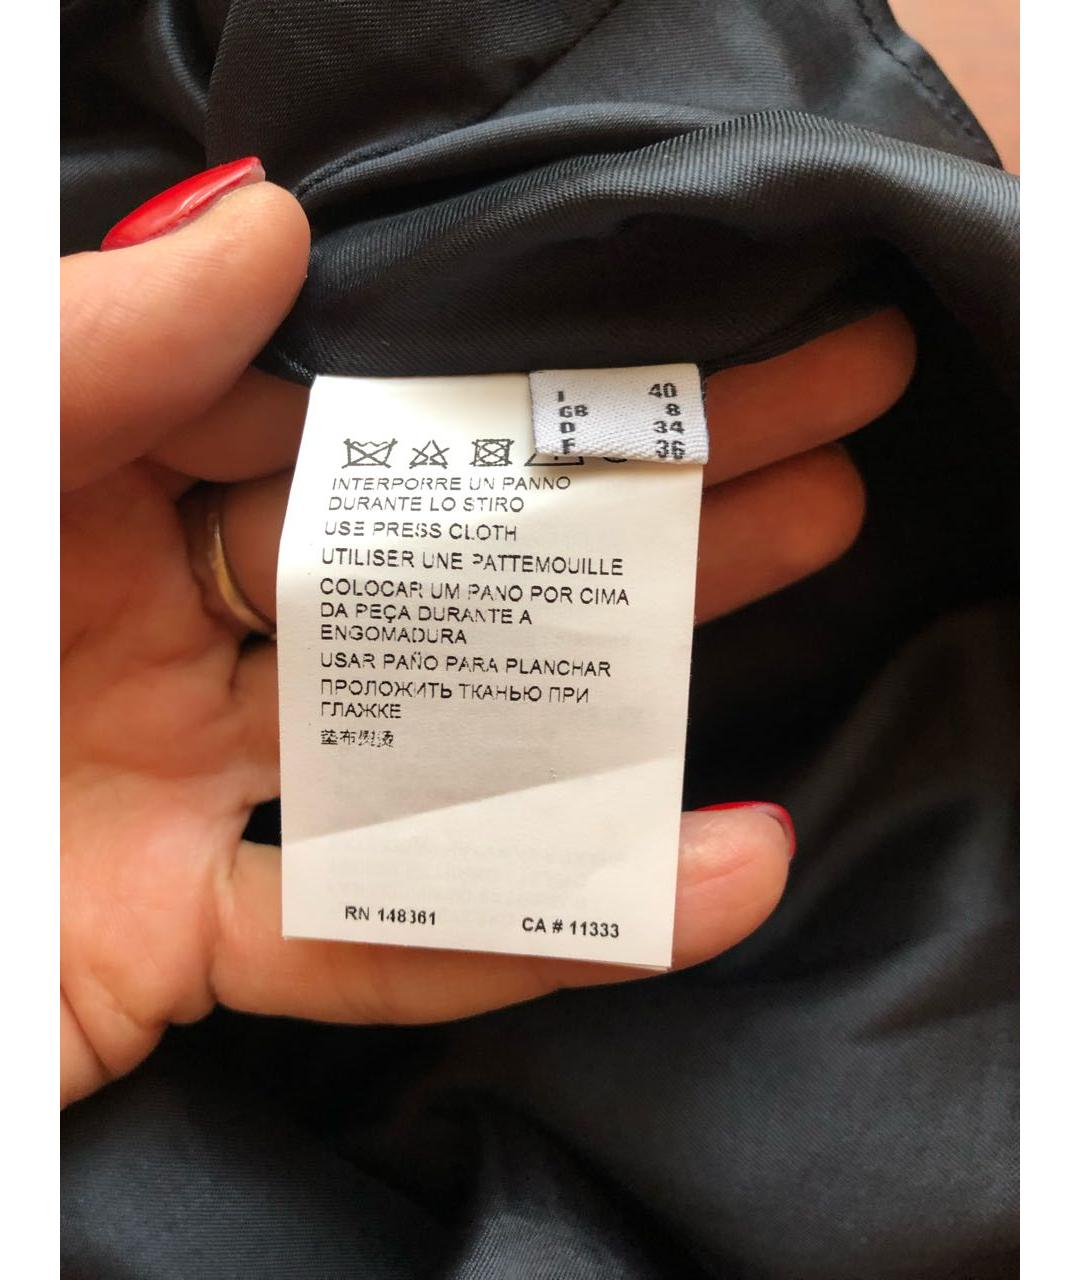 I 40
GB 8
D 34
F 36
INTERPORRE UN PANNO
DURANTE LO STIRO
USE PRESS CLOTH
UTILISER UNE PATTEMOUILLE
COLOCAR UM PANO POR CIMA
DA PEÇA DURANTE A
ENGOMADURA
USAR PAÑO PARA PLANCHAR
ПРОЛОЖИТЬ ТКАНЬЮ ПРИ
ГЛАЖКЕ
垫布熨烫
RN 148361
CA # 11333